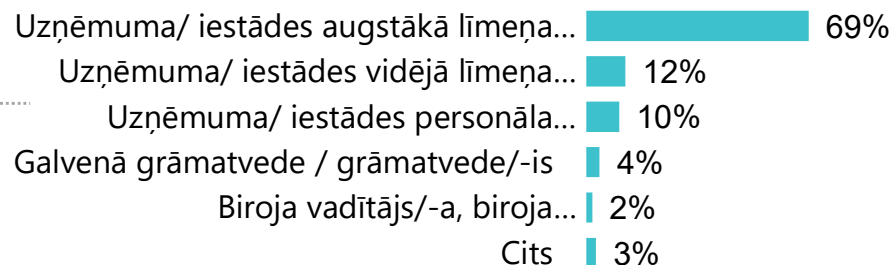 Uzņēmuma/ iestādes augstākā līmeņa... 69%
Uzņēmuma/ iestādes vidējā līmeņa... 12%
Uzņēmuma/ iestādes personāla... 10%
Galvenā grāmatvede / grāmatvede/-is 4%
Biroja vadītājs/-a, biroja... 2%
Cits 3%